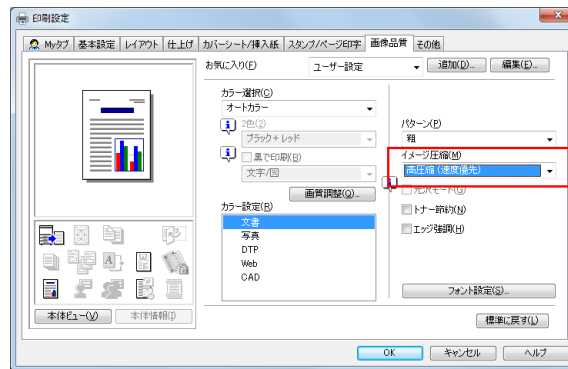 印刷設定
Myタブ 基本設定 レイアウト 仕上げ カバーシート/挿入紙 スタンプ/ページ印字 画像品質 その他
お気に入り(F) ユーザー設定 追加(D)... 編集(E)...
カラー選択(C)
オートカラー
2色(2)
ブラック+レッド
黒で印刷(B)
文字/図
画質調整(Q)...
カラー設定(R)
文書
写真
DTP
Web
CAD
パターン(P)
粗
イメージ圧縮(M)
高圧縮(速度優先)
光沢モード(G)
トナー節約(N)
エッジ強調(H)
フォント設定(S)...
本体ビュー(V) 本体情報(I)
標準に戻す(L)
OK キャンセル ヘルプ